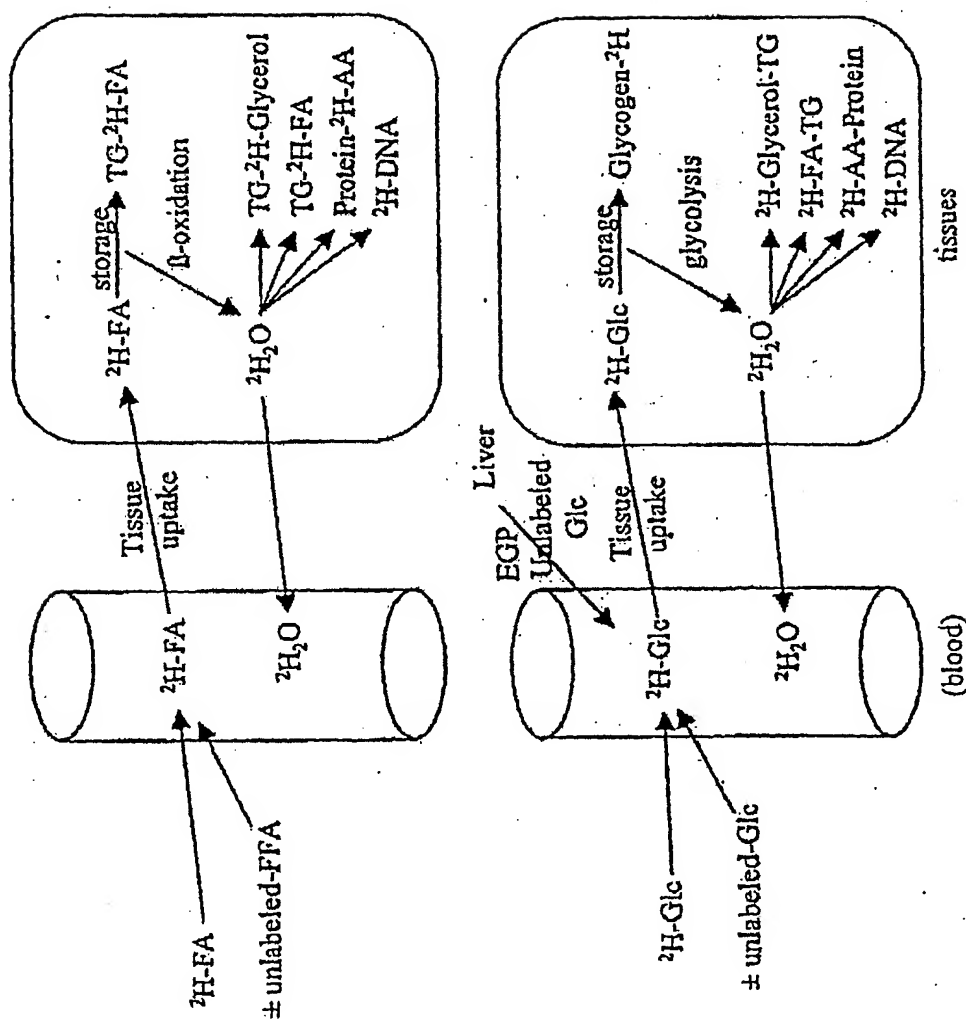 ²H-FA
± unlabeled-FFA
²H-FA
²H₂O
Tissue
uptake
²H-FA
storage
TG-²H-FA
ß-oxidation
²H₂O
TG-²H-Glycerol
TG-²H-FA
Protein-²H-AA
²H-DNA
²H-Glc
± unlabeled-Glc
²H-Glc
²H₂O
(blood)
EGP
Liver
Unlabeled
Glc
Tissue
uptake
²H-Glc
storage
Glycogen-²H
glycolysis
²H₂O
²H-Glycerol-TG
²H-FA-TG
²H-AA-Protein
²H-DNA
tissues